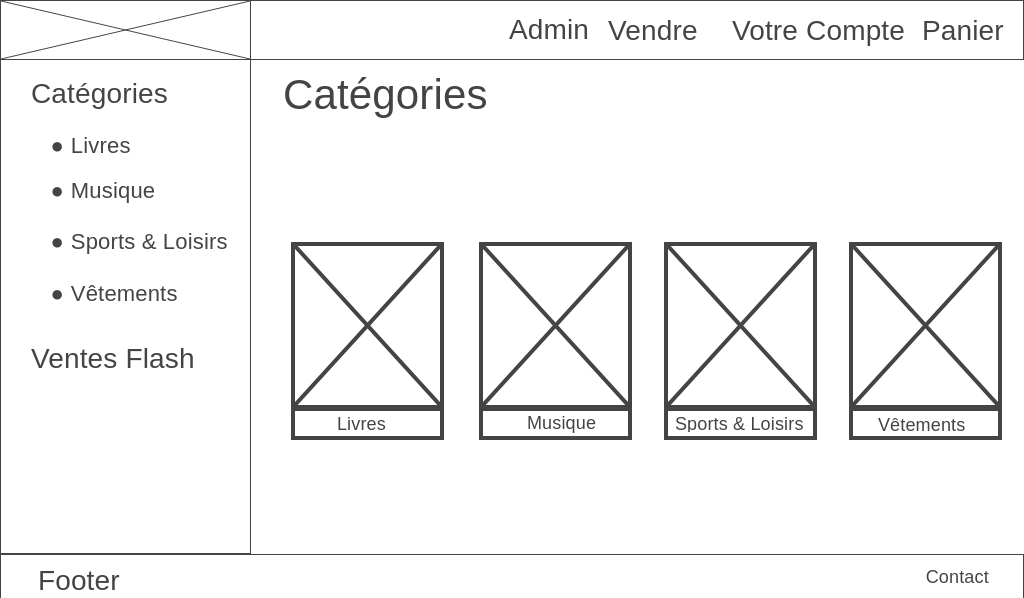 Admin Vendre Votre Compte Panier
Catégories
● Livres
● Musique
● Sports & Loisirs
● Vêtements
Ventes Flash
Catégories
Livres
Musique
Sports & Loisirs
Vêtements
Footer
Contact